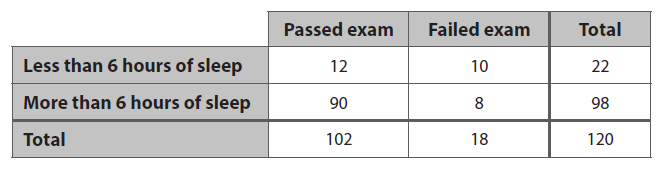 Passed exam Failed exam Total
Less than 6 hours of sleep 12 10 22
More than 6 hours of sleep 90 8 98
Total 102 18 120